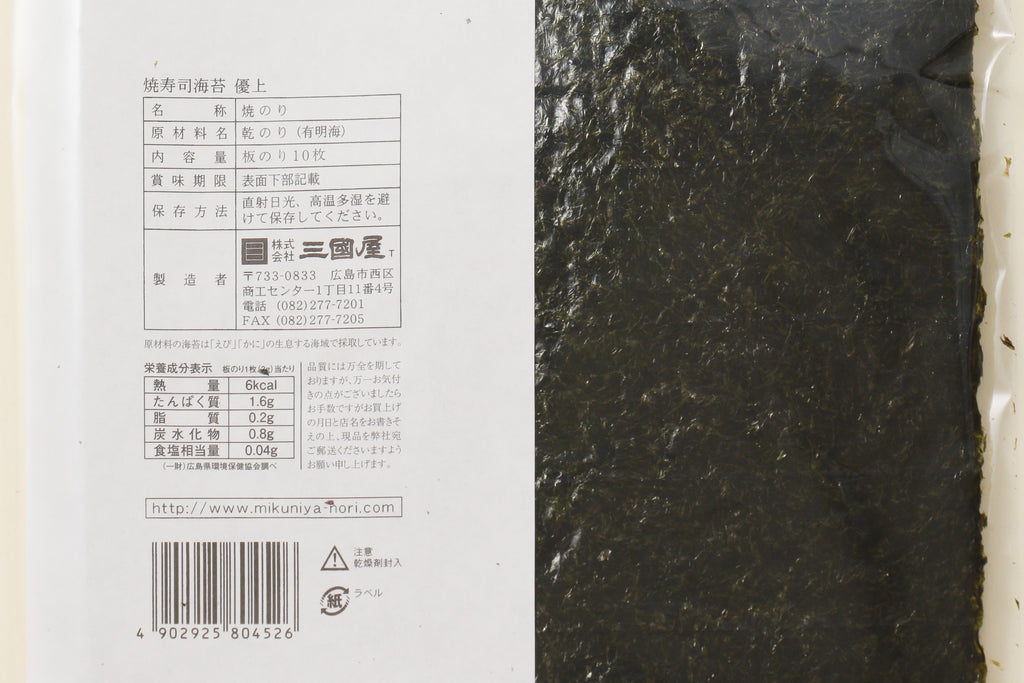 焼寿司海苔 優上
名称 焼のり
原材料名 乾のり(有明海)
内容量 板のり10枚
賞味期限 表面下部記載
保存方法 直射日光、高温多湿を避
けて保存してください。
製造者 株式会社 三國屋 T
〒733-0833 広島市西区
商工センター1丁目11番4号
電話 (082)277-7201
FAX (082)277-7205
原材料の海苔は「えび」「かに」の生息する海域で採取しています。
栄養成分表示 板のり1枚 当たり
熱量 6kcal
たんぱく質 1.6g
脂質 0.2g
炭水化物 0.8g
食塩相当量 0.04g
(一財)広島県環境保健協会調べ
品質には万全を期して
おりますが、万一お気付
きの点がございましたら
お手数ですがお買上げ
の月日と店名をお書きそ
えの上、現品を弊社宛
ご郵送くださいますよう
お願い申し上げます。
http://www.mikuniya-nori.com
4 902925 804526
注意
乾燥剤封入
紙 ラベル